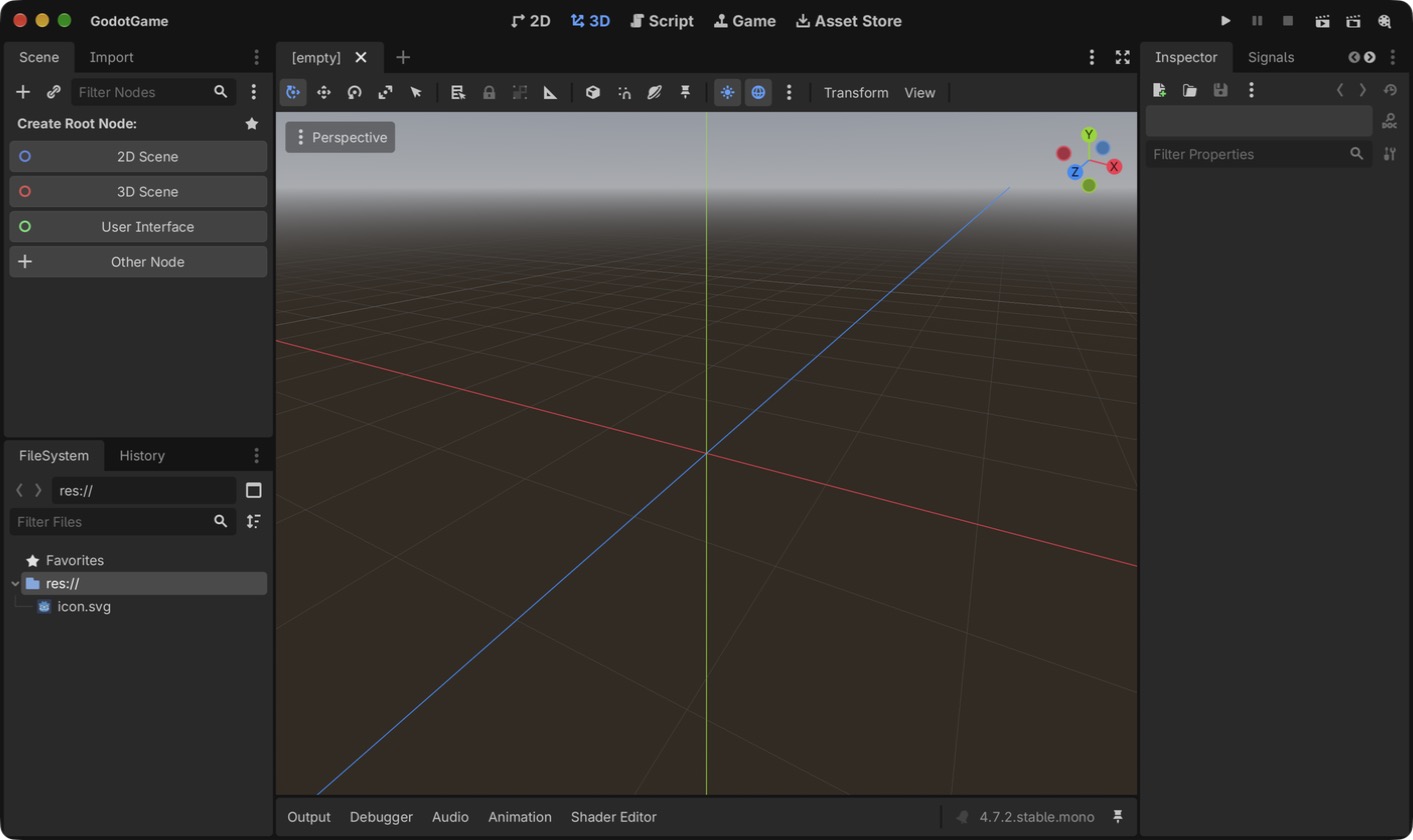 GodotGame
2D 3D Script Game Asset Store
Scene Import
[empty]
Inspector Signals
Filter Nodes
Transform View
Create Root Node:
2D Scene
3D Scene
User Interface
Other Node
Perspective
Y
X
Z
DOC
Filter Properties
FileSystem History
res://
Filter Files
Favorites
res://
icon.svg
Output Debugger Audio Animation Shader Editor
4.7.2.stable.mono